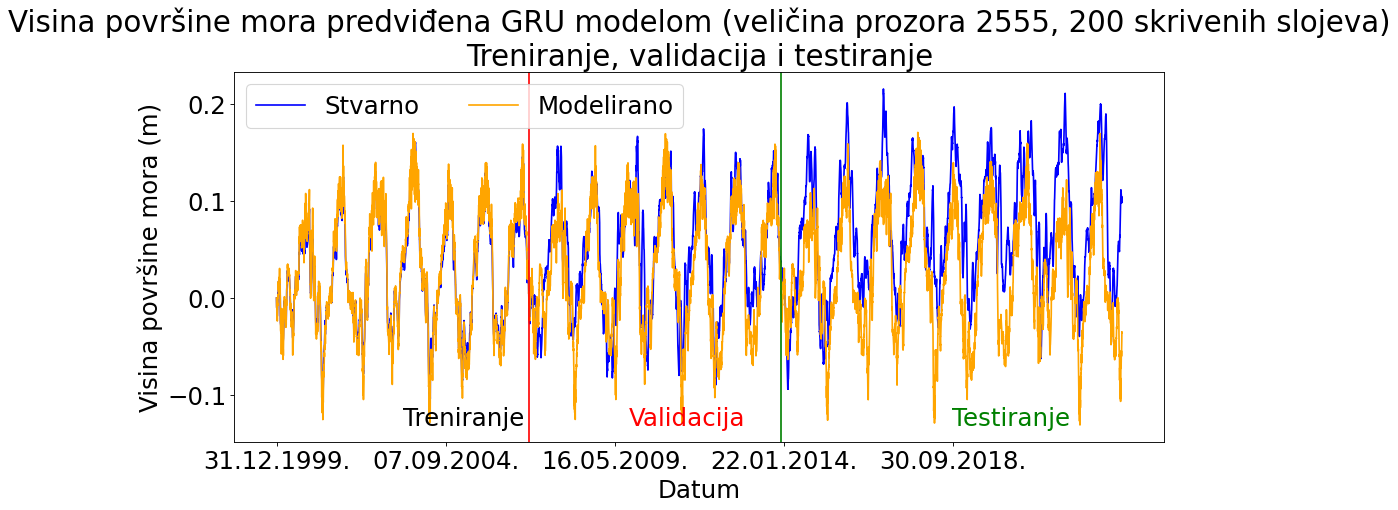 Visina površine mora predviđena GRU modelom (veličina prozora 2555, 200 skrivenih slojeva)
Treniranje, validacija i testiranje
Stvarno
Modelirano
Visina površine mora (m)
0.2
0.1
0.0
−0.1
Treniranje
Validacija
Testiranje
31.12.1999.
07.09.2004.
16.05.2009.
22.01.2014.
30.09.2018.
Datum